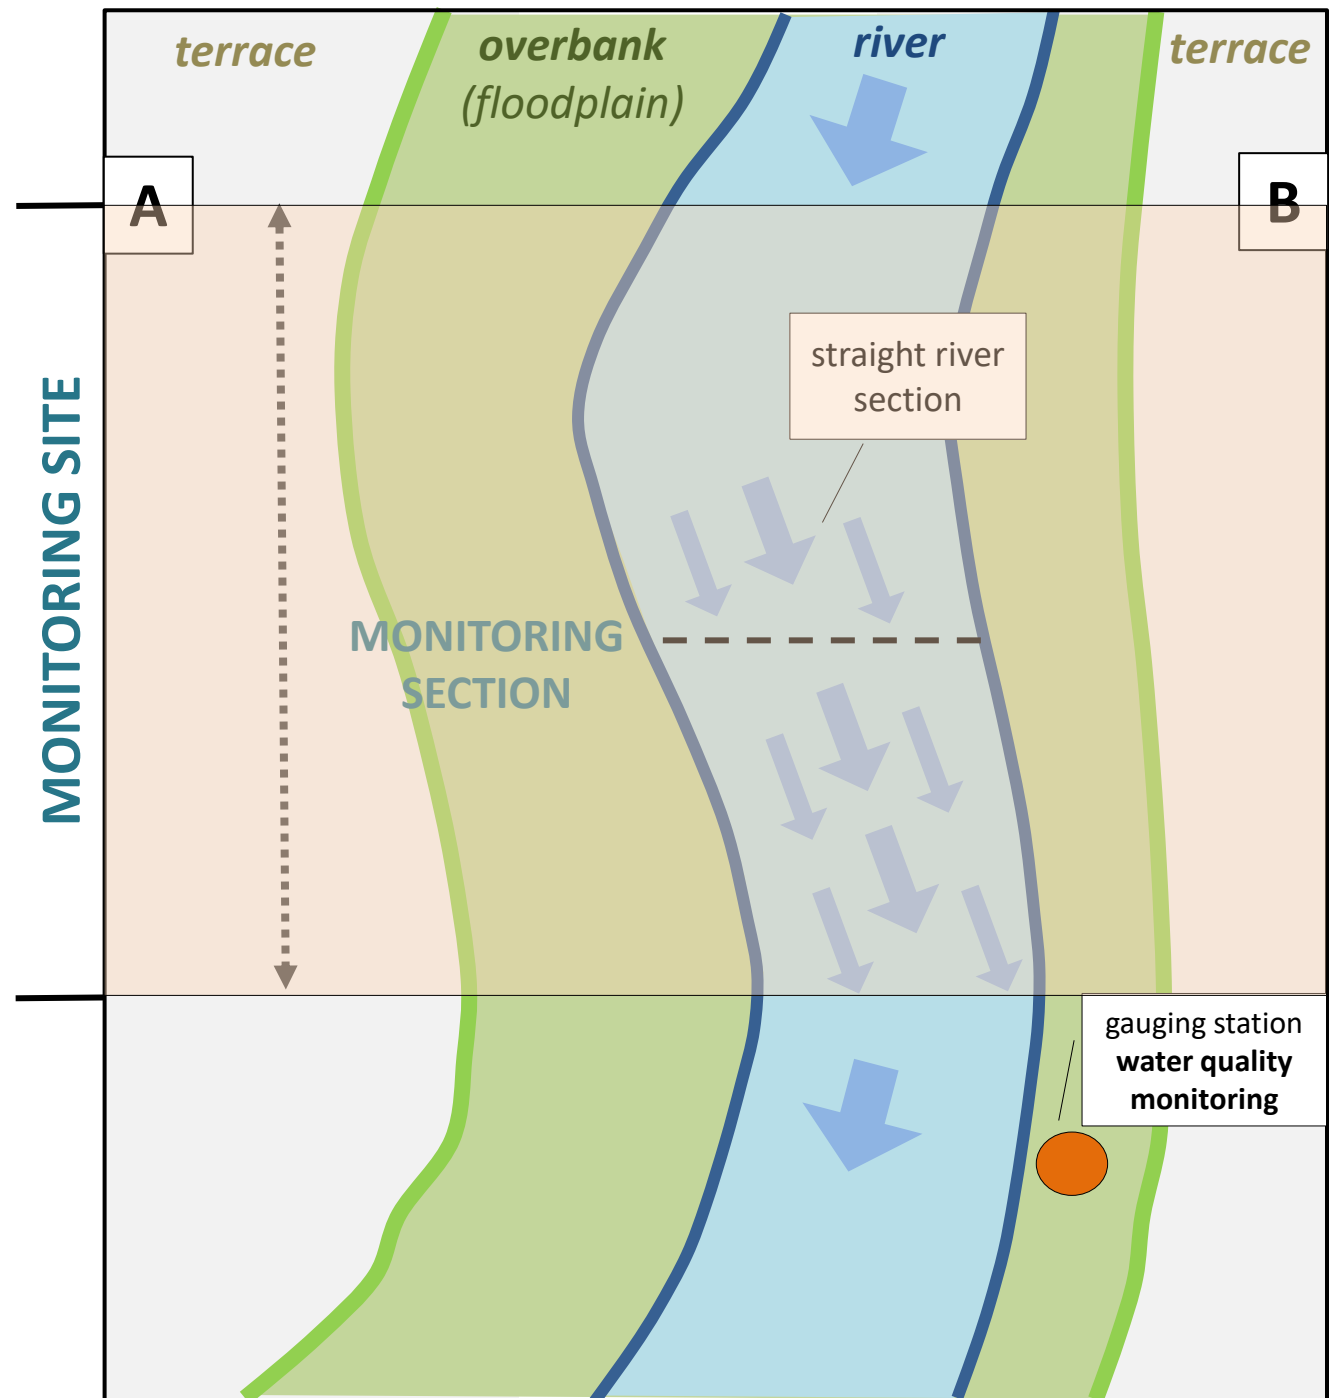 terrace
overbank
(floodplain)
river
terrace
A
B
MONITORING SITE
straight river
section
MONITORING
SECTION
gauging station
water quality
monitoring